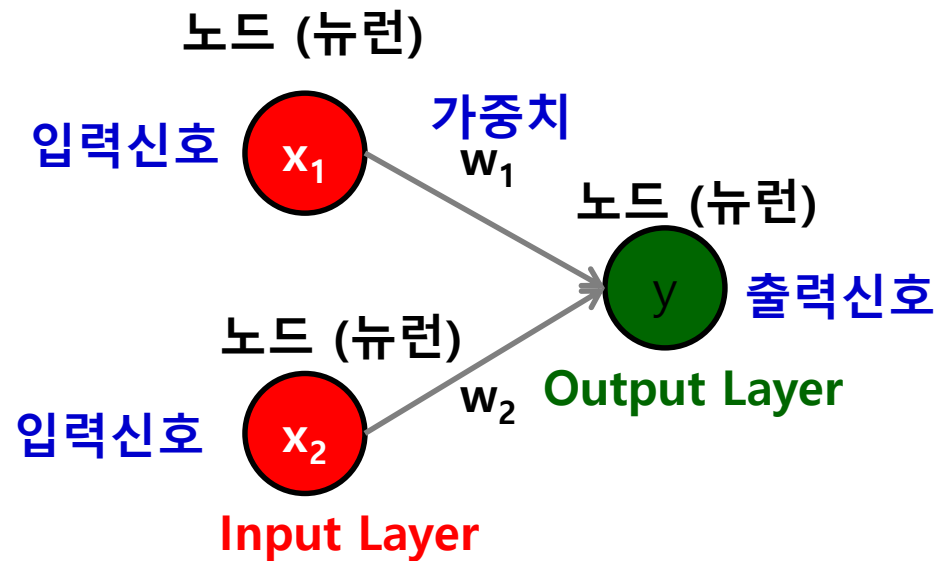 노드 (뉴런)
입력신호
x₁
가중치
w₁
노드 (뉴런)
y
출력신호
노드 (뉴런)
입력신호
x₂
w₂
Output Layer
Input Layer